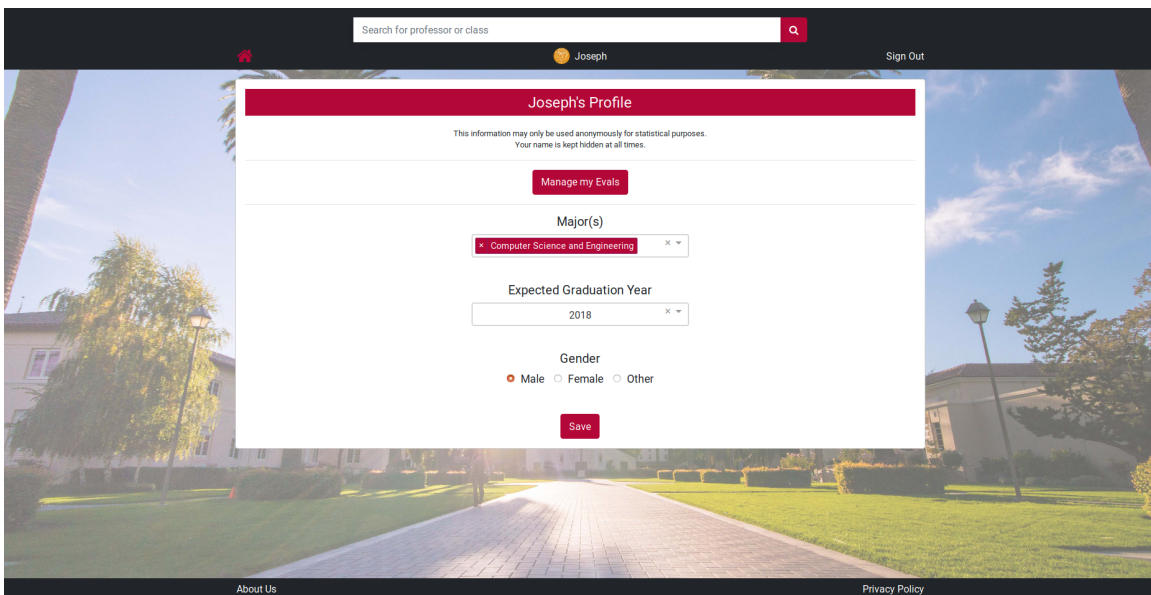 Search for professor or class
Joseph
Sign Out
Joseph's Profile
This information may only be used anonymously for statistical purposes.
Your name is kept hidden at all times.
Manage my Evals
Major(s)
× Computer Science and Engineering ×
Expected Graduation Year
2018 ×
Gender
Male Female Other
Save
About Us Privacy Policy